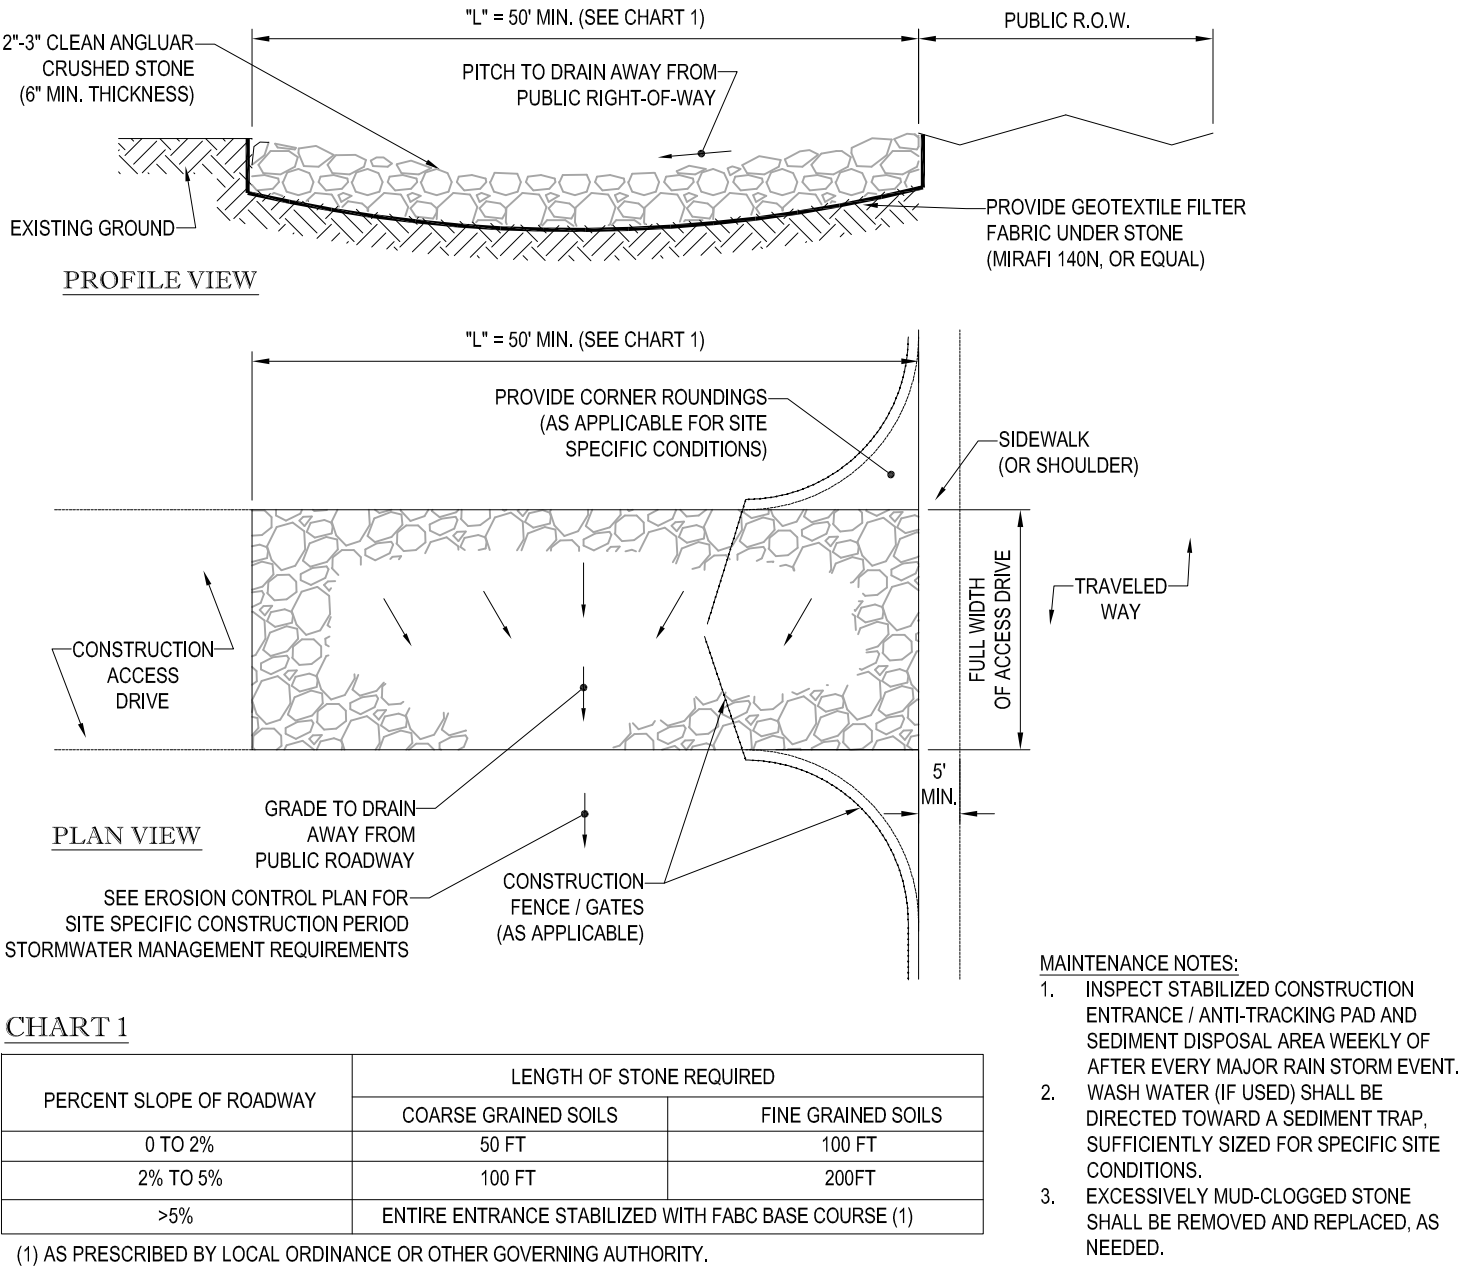 "L" = 50' MIN. (SEE CHART 1)
PUBLIC R.O.W.
2"-3" CLEAN ANGLUAR
CRUSHED STONE
(6" MIN. THICKNESS)
PITCH TO DRAIN AWAY FROM
PUBLIC RIGHT-OF-WAY
EXISTING GROUND
PROVIDE GEOTEXTILE FILTER
FABRIC UNDER STONE
(MIRAFI 140N, OR EQUAL)
PROFILE VIEW
"L" = 50' MIN. (SEE CHART 1)
PROVIDE CORNER ROUNDINGS
(AS APPLICABLE FOR SITE
SPECIFIC CONDITIONS)
SIDEWALK
(OR SHOULDER)
FULL WIDTH
OF ACCESS DRIVE
TRAVELED
WAY
CONSTRUCTION
ACCESS
DRIVE
5'
MIN.
GRADE TO DRAIN
AWAY FROM
PUBLIC ROADWAY
PLAN VIEW
SEE EROSION CONTROL PLAN FOR
SITE SPECIFIC CONSTRUCTION PERIOD
STORMWATER MANAGEMENT REQUIREMENTS
CONSTRUCTION
FENCE / GATES
(AS APPLICABLE)
CHART 1
PERCENT SLOPE OF ROADWAY
LENGTH OF STONE REQUIRED
COARSE GRAINED SOILS
FINE GRAINED SOILS
0 TO 2%
50 FT
100 FT
2% TO 5%
100 FT
200FT
>5%
ENTIRE ENTRANCE STABILIZED WITH FABC BASE COURSE (1)
(1) AS PRESCRIBED BY LOCAL ORDINANCE OR OTHER GOVERNING AUTHORITY.
MAINTENANCE NOTES:
1. INSPECT STABILIZED CONSTRUCTION
ENTRANCE / ANTI-TRACKING PAD AND
SEDIMENT DISPOSAL AREA WEEKLY OF
AFTER EVERY MAJOR RAIN STORM EVENT.
2. WASH WATER (IF USED) SHALL BE
DIRECTED TOWARD A SEDIMENT TRAP,
SUFFICIENTLY SIZED FOR SPECIFIC SITE
CONDITIONS.
3. EXCESSIVELY MUD-CLOGGED STONE
SHALL BE REMOVED AND REPLACED, AS
NEEDED.